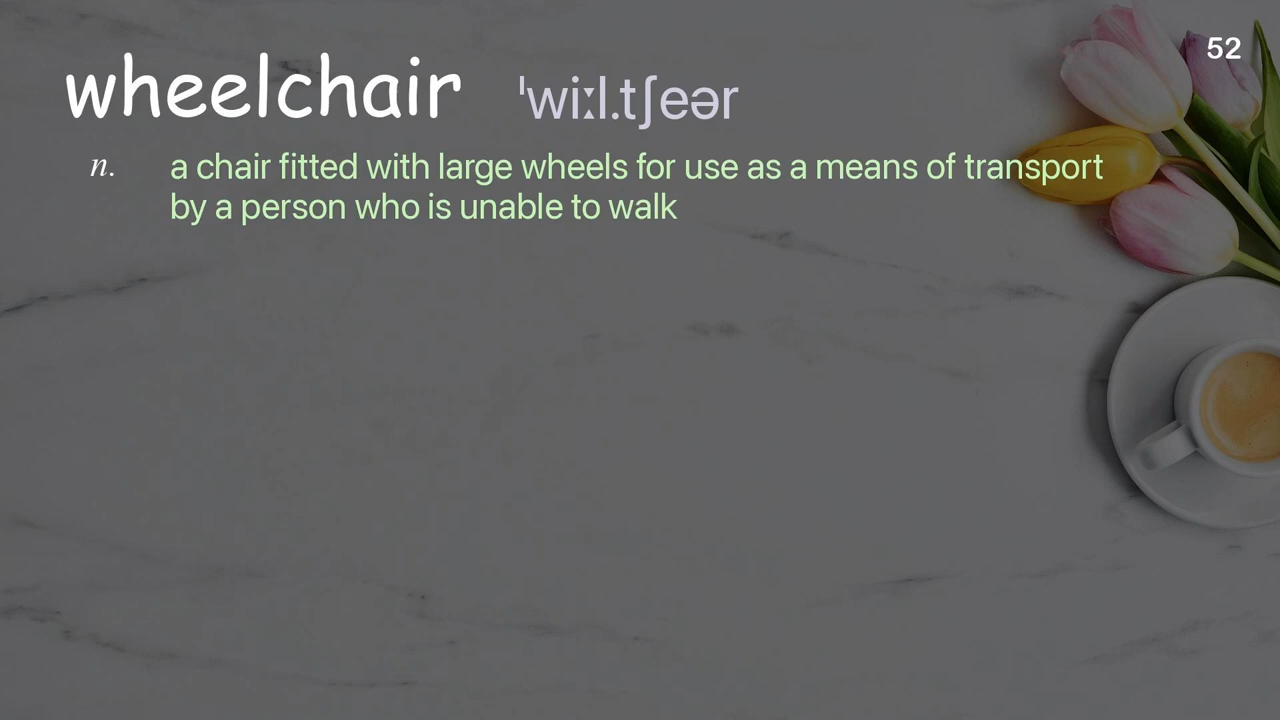 52
wheelchair ˈwiːl.tʃeər
n. a chair fitted with large wheels for use as a means of transport
by a person who is unable to walk